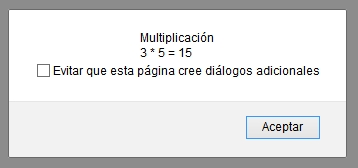 Multiplicación
3 * 5 = 15
Evitar que esta página cree diálogos adicionales
Aceptar